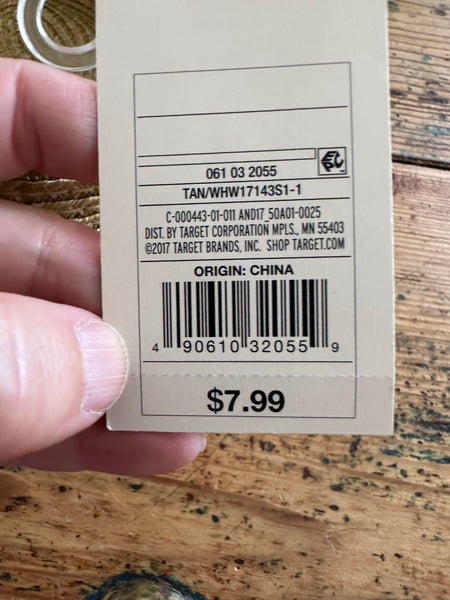 EPC
061 03 2055
TAN/WHW17143S1-1
C-000443-01-011 AND17_50A01-0025
DIST. BY TARGET CORPORATION MPLS., MN 55403
©2017 TARGET BRANDS, INC. SHOP TARGET.COM
ORIGIN: CHINA
4 90610 32055 9
$7.99